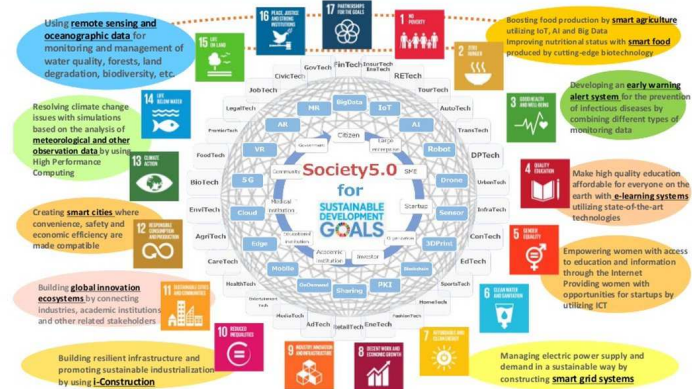 Using remote sensing and
oceanographic data for
monitoring and management of
water quality, forests, land
degradation, biodiversity, etc.
16 PEACE, JUSTICE
AND STRONG
INSTITUTIONS
17 PARTNERSHIPS
FOR THE GOALS
1 NO
POVERTY
Boosting food production by smart agriculture
utilizing IoT, AI and Big Data
Improving nutritional status with smart food
produced by cutting-edge biotechnology
15 LIFE
ON LAND
2 ZERO
HUNGER
GovTech
FinTech
InsurTech
CivicTech
RETech
JobTech
TourTech
LegalTech
AutoTech
TransTech
FoodTech
DPTech
BioTech
UrbanTech
EnviTech
InfraTech
AgriTech
ConTech
CareTech
EdTech
HealthTech
SportsTech
HomeTech
MediaTech
FashionTech
AdTech
RetailTech
EneTech
BigData
MR
IoT
AR
AI
VR
Robot
5G
Drone
Cloud
Sensor
Edge
3DPrint
Mobile
OnDemand
Sharing
PKI
Citizen
Government
Large
enterprise
Community
SME
Medical
institution
Startup
Educational
institution
Academic
institution
Investor
Society5.0
for
SUSTAINABLE
DEVELOPMENT
GOALS
Resolving climate change
issues with simulations
based on the analysis of
meteorological and other
observation data by using
High Performance
Computing
14 LIFE
BELOW WATER
13 CLIMATE
ACTION
3 GOOD HEALTH
AND WELL-BEING
Developing an early warning
alert system for the prevention
of infectious diseases by
combining different types of
monitoring data
4 QUALITY
EDUCATION
Make high quality education
affordable for everyone on the
earth with e-learning systems
utilizing state-of-the-art
technologies
Creating smart cities where
convenience, safety and
economic efficiency are
made compatible
12 RESPONSIBLE
CONSUMPTION
AND PRODUCTION
5 GENDER
EQUALITY
Empowering women with access
to education and information
through the Internet
Providing women with
opportunities for startups by
utilizing ICT
Building global innovation
ecosystems by connecting
industries, academic institutions
and other related stakeholders
11 SUSTAINABLE CITIES
AND COMMUNITIES
6 CLEAN WATER
AND SANITATION
Building resilient infrastructure and
promoting sustainable industrialization
by using i-Construction
10 REDUCED
INEQUALITIES
9 INDUSTRY, INNOVATION
AND INFRASTRUCTURE
8 DECENT WORK AND
ECONOMIC GROWTH
7 AFFORDABLE AND
CLEAN ENERGY
Managing electric power supply and
demand in a sustainable way by
constructing smart grid systems